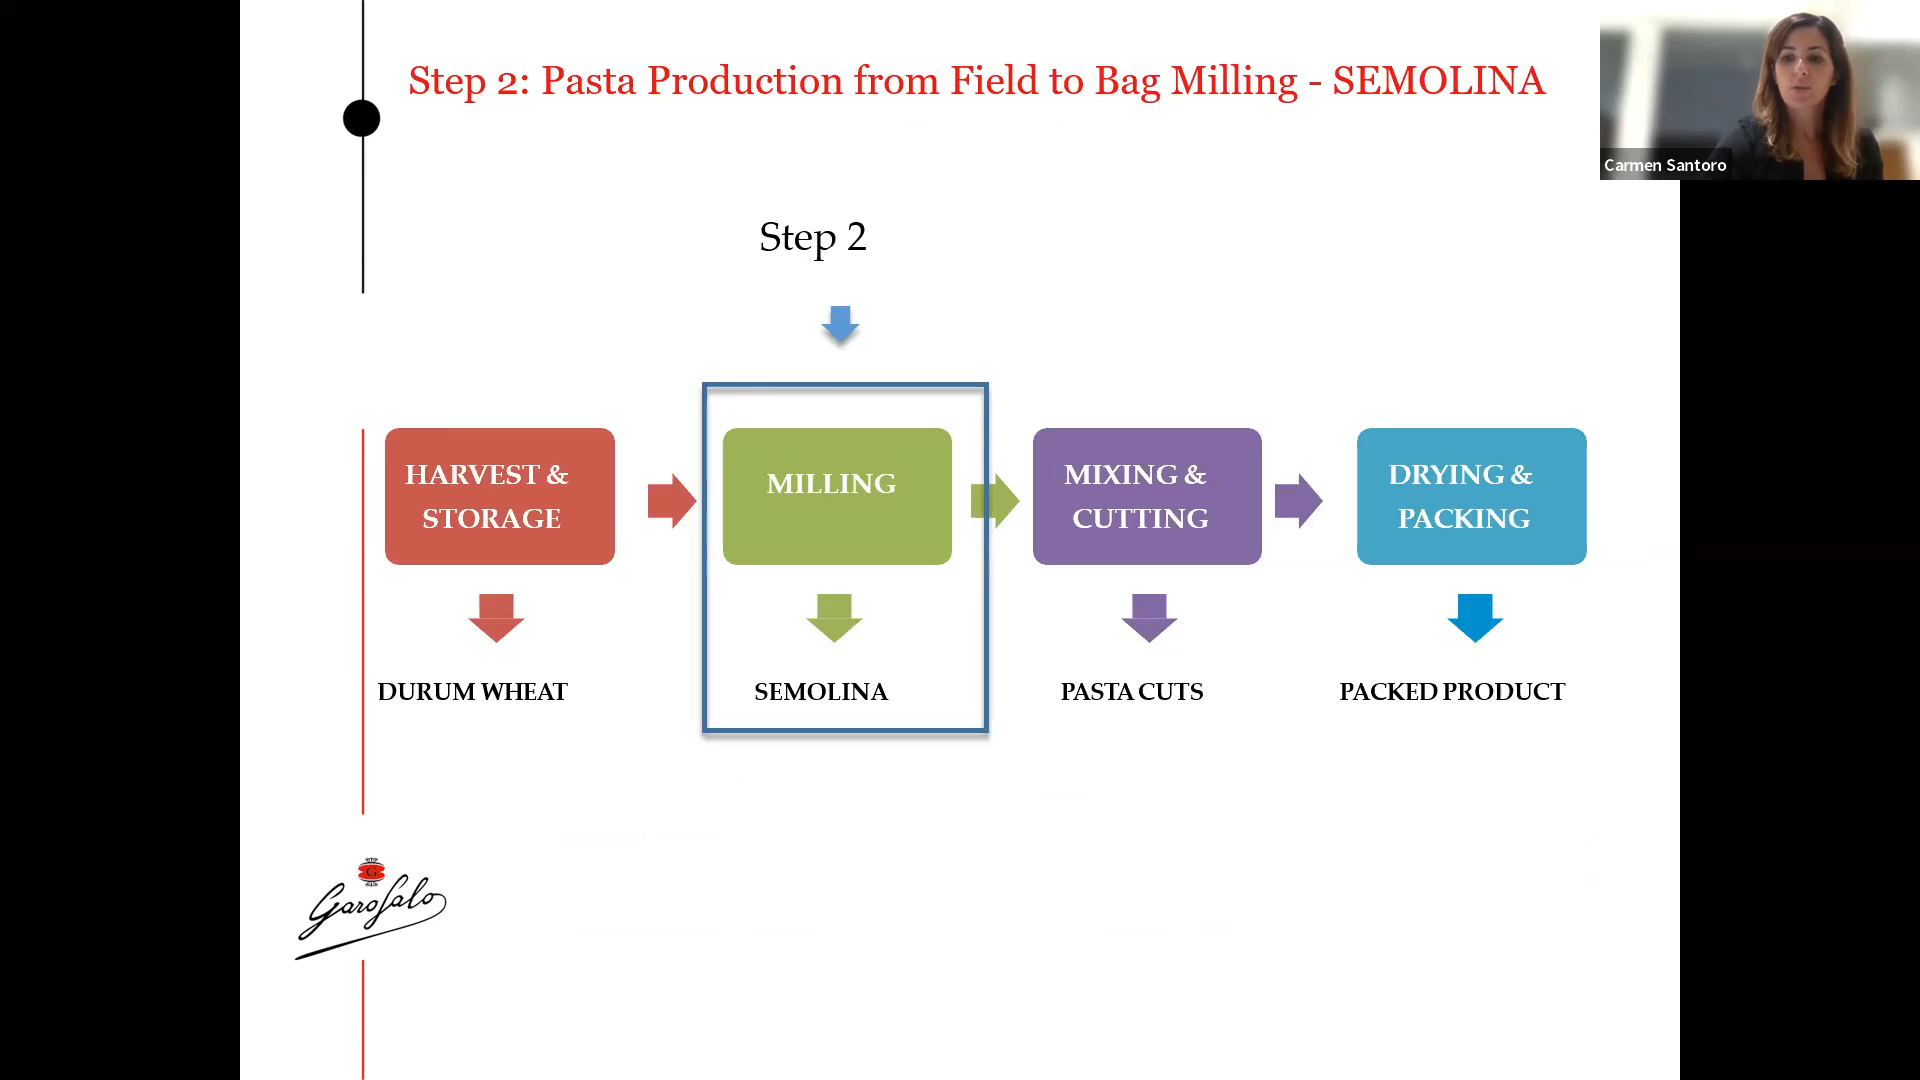 Step 2: Pasta Production from Field to Bag Milling - SEMOLINA
Carmen Santoro
Step 2
HARVEST &
STORAGE
MILLING
MIXING &
CUTTING
DRYING &
PACKING
DURUM WHEAT
SEMOLINA
PASTA CUTS
PACKED PRODUCT
G
Garofalo